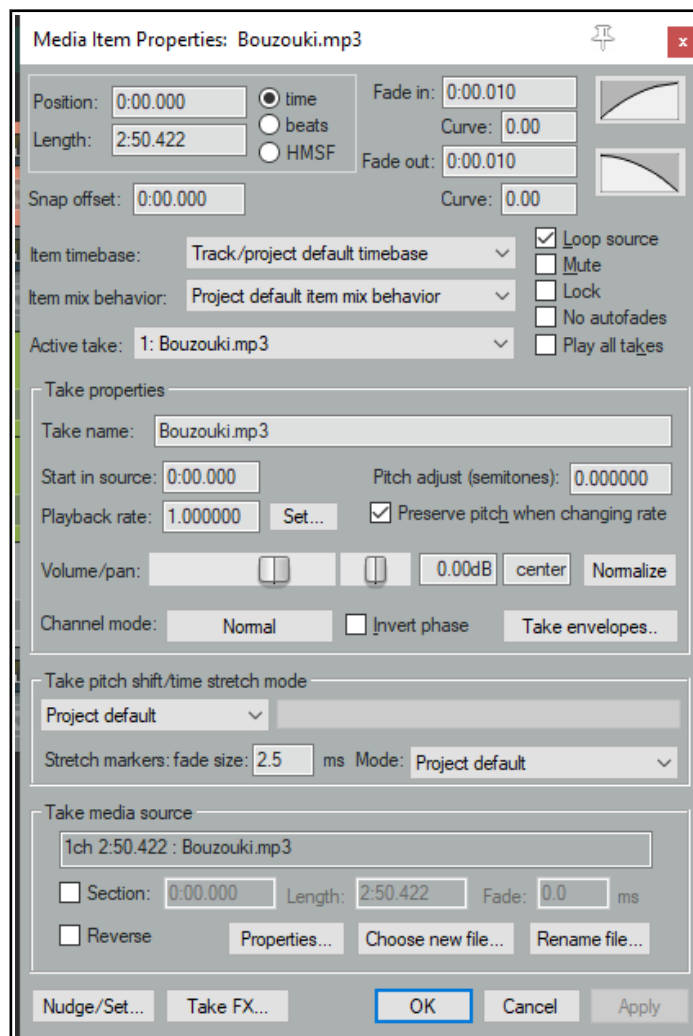 Media Item Properties: Bouzouki.mp3
x
Position: 0:00.000 time Fade in: 0:00.010
beats Curve: 0.00
Length: 2:50.422 HMSF Fade out: 0:00.010
Snap offset: 0:00.000 Curve: 0.00
Item timebase: Track/project default timebase Loop source
Mute
Item mix behavior: Project default item mix behavior Lock
No autofades
Active take: 1: Bouzouki.mp3 Play all takes
Take properties
Take name: Bouzouki.mp3
Start in source: 0:00.000 Pitch adjust (semitones): 0.000000
Playback rate: 1.000000 Set... Preserve pitch when changing rate
Volume/pan: 0.00dB center Normalize
Channel mode: Normal Invert phase Take envelopes..
Take pitch shift/time stretch mode
Project default
Stretch markers: fade size: 2.5 ms Mode: Project default
Take media source
1ch 2:50.422 : Bouzouki.mp3
Section: 0:00.000 Length: 2:50.422 Fade: 0.0 ms
Reverse Properties... Choose new file... Rename file...
Nudge/Set... Take FX... OK Cancel Apply